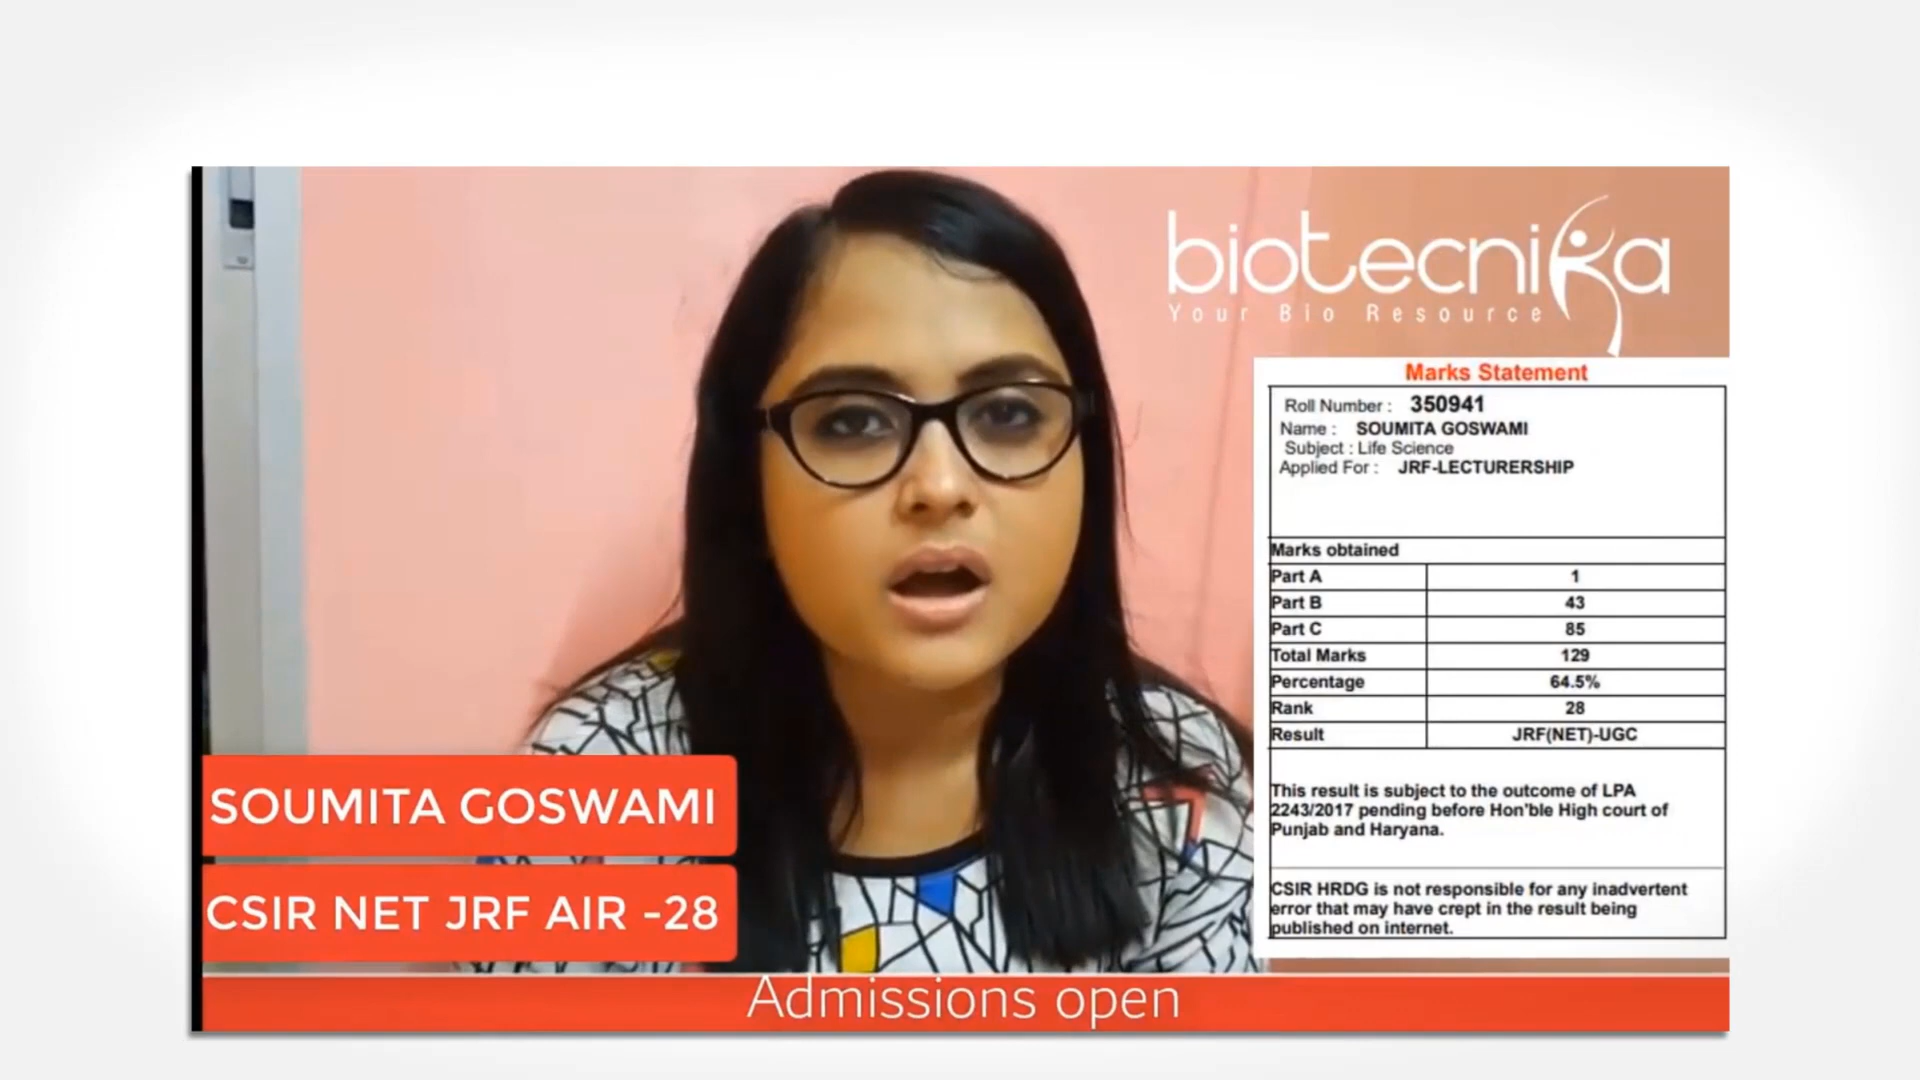 biotecnika
Your Bio Resource
Marks Statement
Roll Number : 350941
Name : SOUMITA GOSWAMI
Subject : Life Science
Applied For : JRF-LECTURERSHIP
Marks obtained
Part A 1
Part B 43
Part C 85
Total Marks 129
Percentage 64.5%
Rank 28
Result JRF(NET)-UGC
This result is subject to the outcome of LPA
2243/2017 pending before Hon'ble High court of
Punjab and Haryana.
CSIR HRDG is not responsible for any inadvertent
error that may have crept in the result being
published on internet.
SOUMITA GOSWAMI
CSIR NET JRF AIR -28
Admissions open